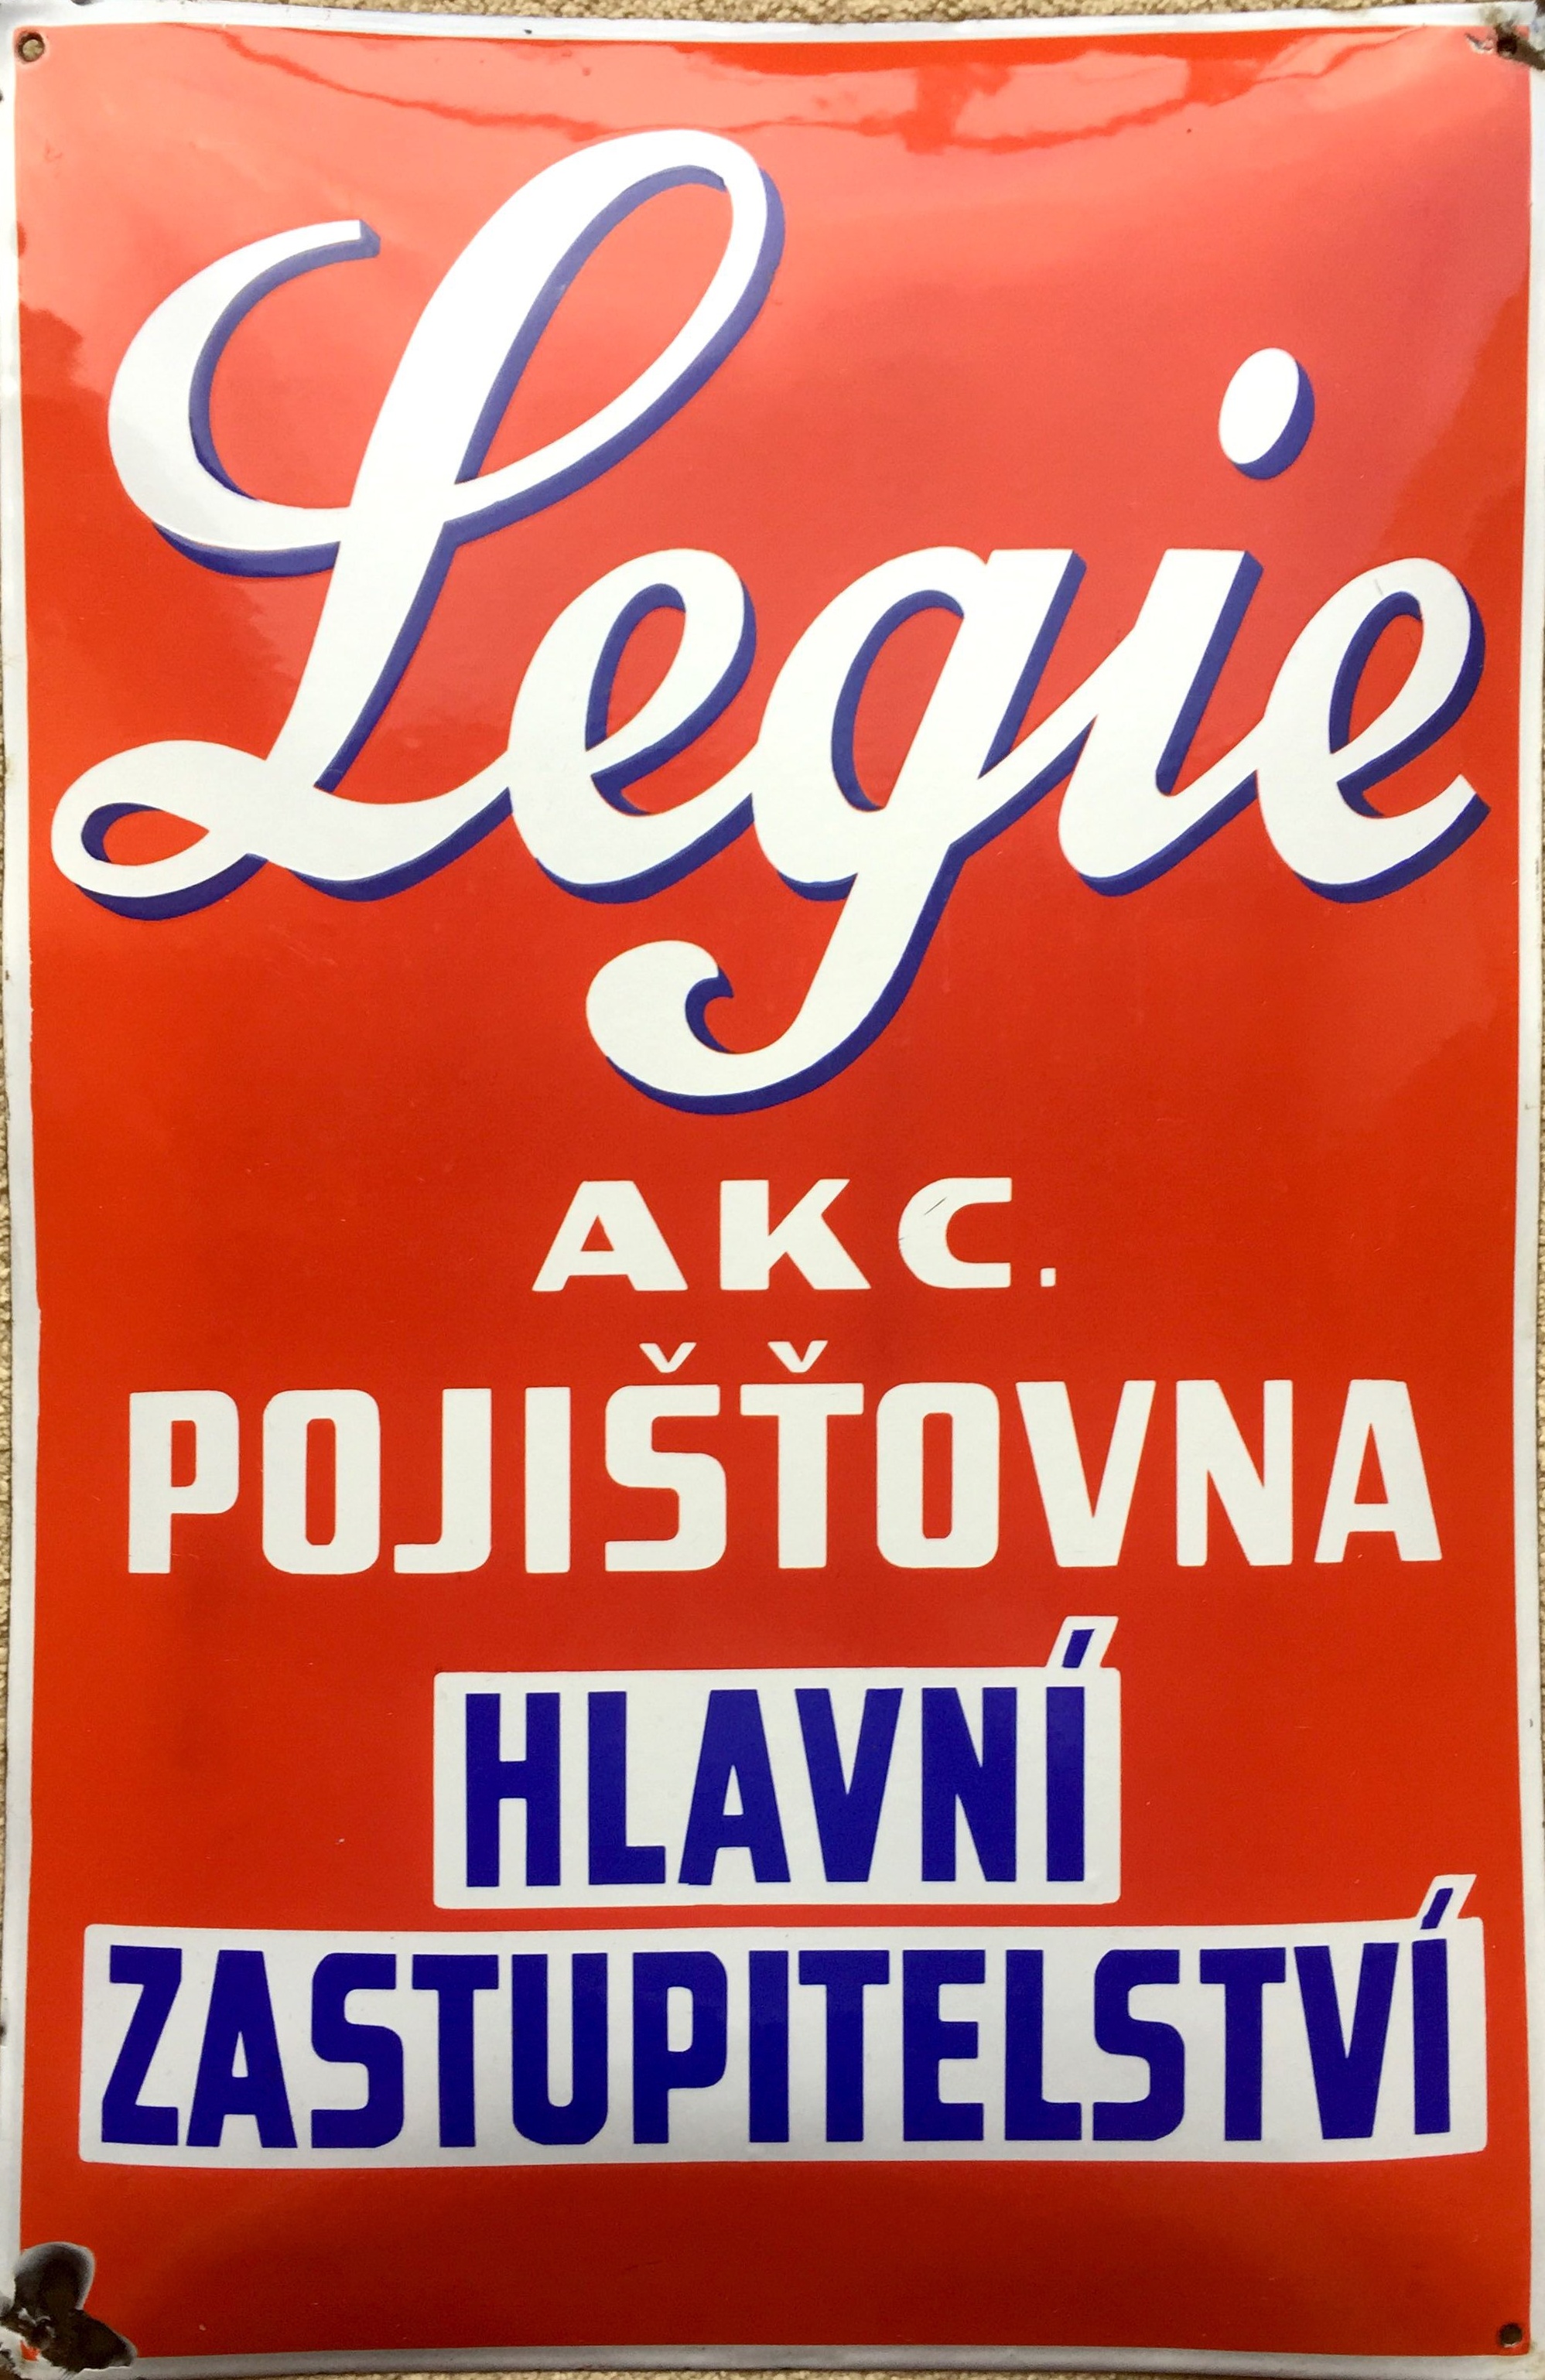 Legie
AKC.
POJIŠŤOVNA
HLAVNÍ
ZASTUPITELSTVÍ